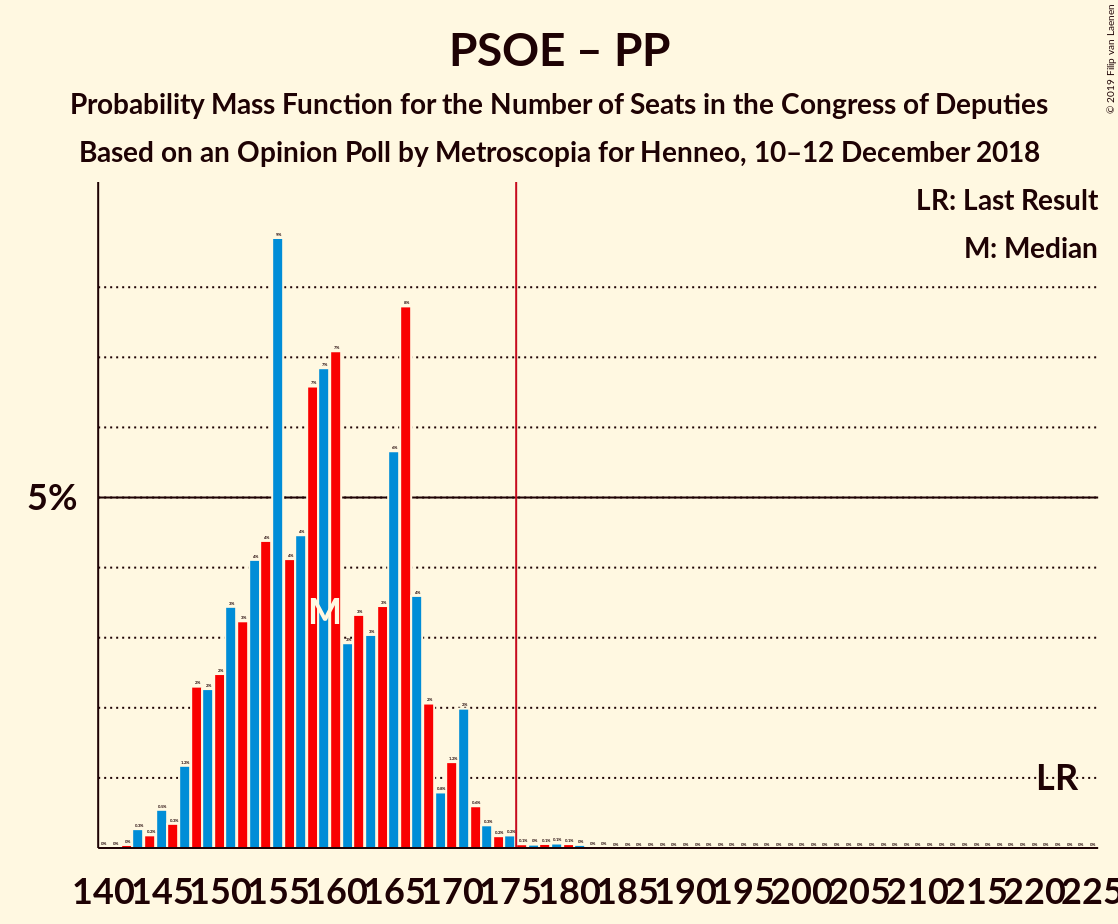 PSOE – PP
Probability Mass Function for the Number of Seats in the Congress of Deputies
Based on an Opinion Poll by Metroscopia for Henneo, 10–12 December 2018
© 2019 Filip van Laenen
LR: Last Result
M: Median
5%
M
LR
140 145 150 155 160 165 170 175 180 185 190 195 200 205 210 215 220 225